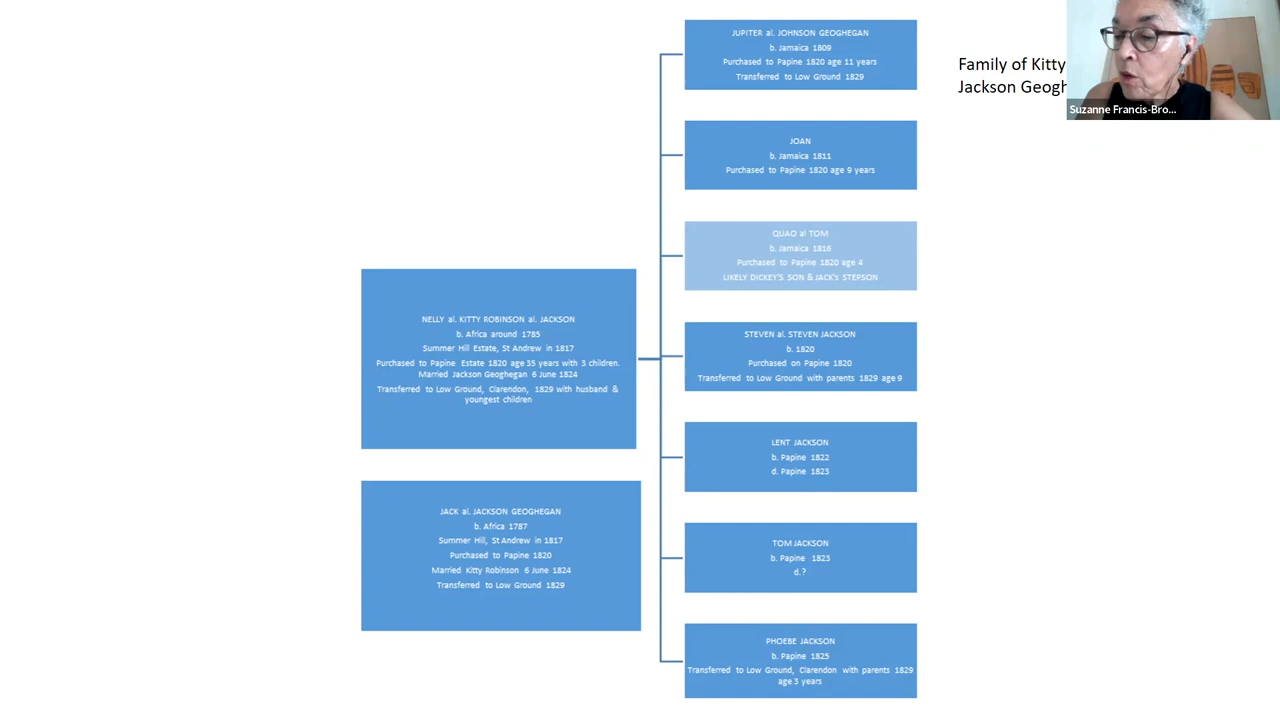 Family of Kitty
Jackson Geogh
Suzanne Francis-Bro...
NELLY al. KITTY ROBINSON al. JACKSON
b. Africa around 1785
Summer Hill Estate, St Andrew in 1817
Purchased to Papine Estate 1820 age 35 years with 3 children.
Married Jackson Geoghegan 6 June 1824
Transferred to Low Ground, Clarendon, 1829 with husband &
youngest children
JACK al. JACKSON GEOGHEGAN
b. Africa 1787
Summer Hill, St Andrew in 1817
Purchased to Papine 1820
Married Kitty Robinson 6 June 1824
Transferred to Low Ground 1829
JUPITER al. JOHNSON GEOGHEGAN
b. Jamaica 1809
Purchased to Papine 1820 age 11 years
Transferred to Low Ground 1829
JOAN
b. Jamaica 1811
Purchased to Papine 1820 age 9 years
QUAO al TOM
b. Jamaica 1816
Purchased to Papine 1820 age 4
LIKELY DICKEY'S SON & JACK's STEPSON
STEVEN al. STEVEN JACKSON
b. 1820
Purchased on Papine 1820
Transferred to Low Ground with parents 1829 age 9
LENT JACKSON
b. Papine 1822
d. Papine 1823
TOM JACKSON
b. Papine 1823
d.?
PHOEBE JACKSON
b. Papine 1825
Transferred to Low Ground, Clarendon with parents 1829
age 3 years